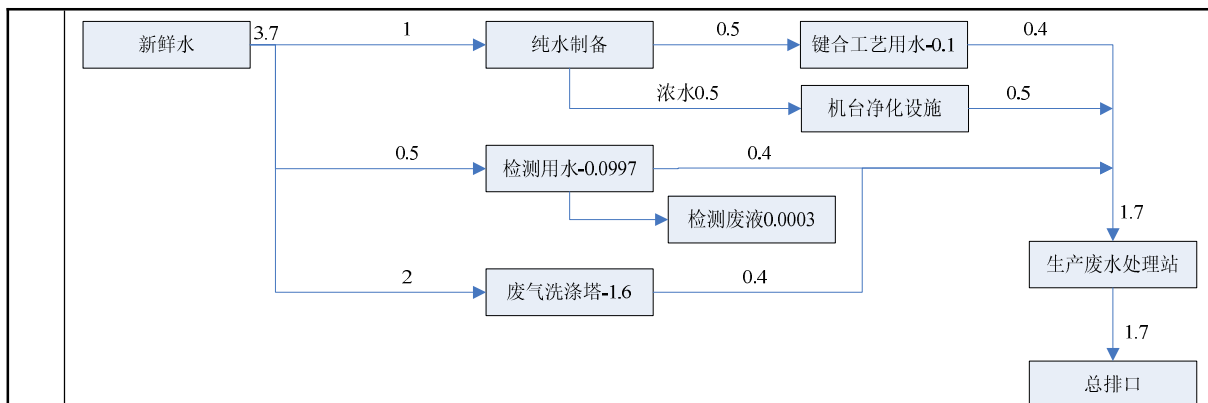 新鲜水
3.7
1
纯水制备
0.5
键合工艺用水-0.1
0.4
浓水0.5
机台净化设施
0.5
0.5
检测用水-0.0997
0.4
检测废液0.0003
1.7
生产废水处理站
2
废气洗涤塔-1.6
0.4
1.7
总排口